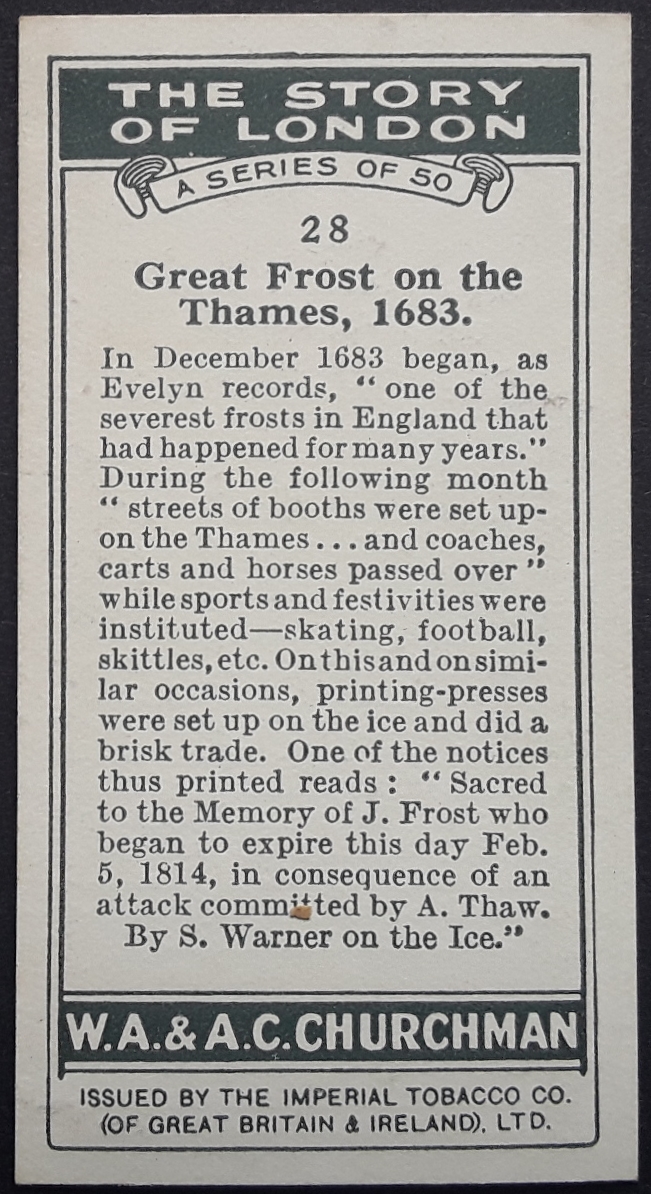 THE STORY
OF LONDON
A SERIES OF 50
28
Great Frost on the
Thames, 1683.
In December 1683 began, as
Evelyn records, “ one of the
severest frosts in England that
had happened for many years.”
During the following month
“ streets of booths were set up-
on the Thames . . . and coaches,
carts and horses passed over ”
while sports and festivities were
instituted—skating, football,
skittles, etc. On this and on simi-
lar occasions, printing-presses
were set up on the ice and did a
brisk trade. One of the notices
thus printed reads : “ Sacred
to the Memory of J. Frost who
began to expire this day Feb.
5, 1814, in consequence of an
attack committed by A. Thaw.
By S. Warner on the Ice.”
W.A. & A.C. CHURCHMAN
ISSUED BY THE IMPERIAL TOBACCO CO.
(OF GREAT BRITAIN & IRELAND), LTD.